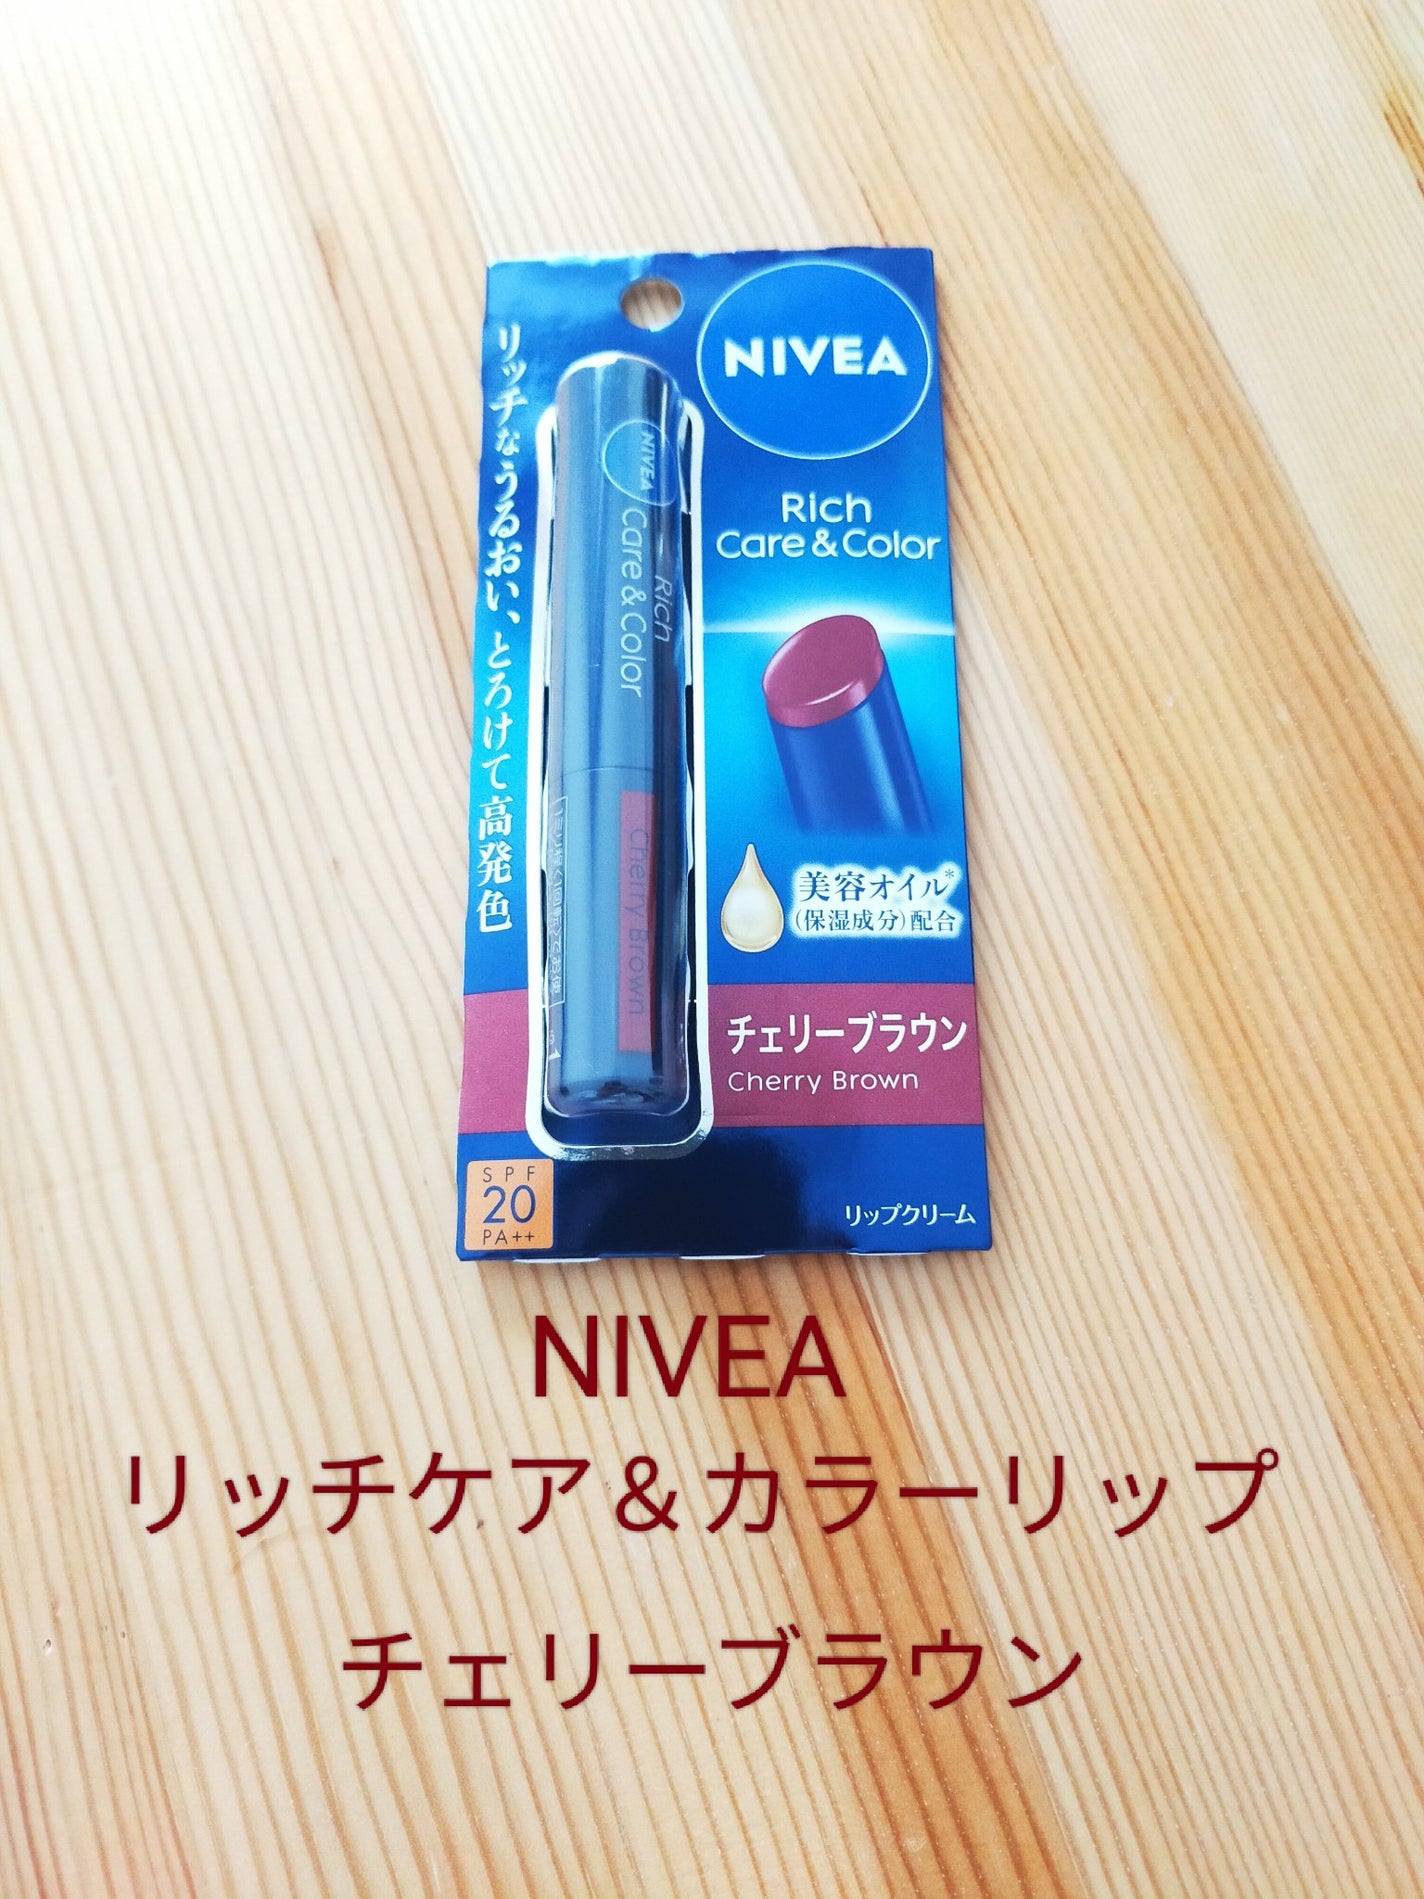 NIVEA
Rich
Care & Color
リッチなうるおい、とろけて高発色
NIVEA
Rich
Care & Color
Cherry Brown
美容オイル*
(保湿成分)配合
チェリーブラウン
Cherry Brown
SPF
20
PA++
リップクリーム
NIVEA
リッチケア＆カラーリップ
チェリーブラウン